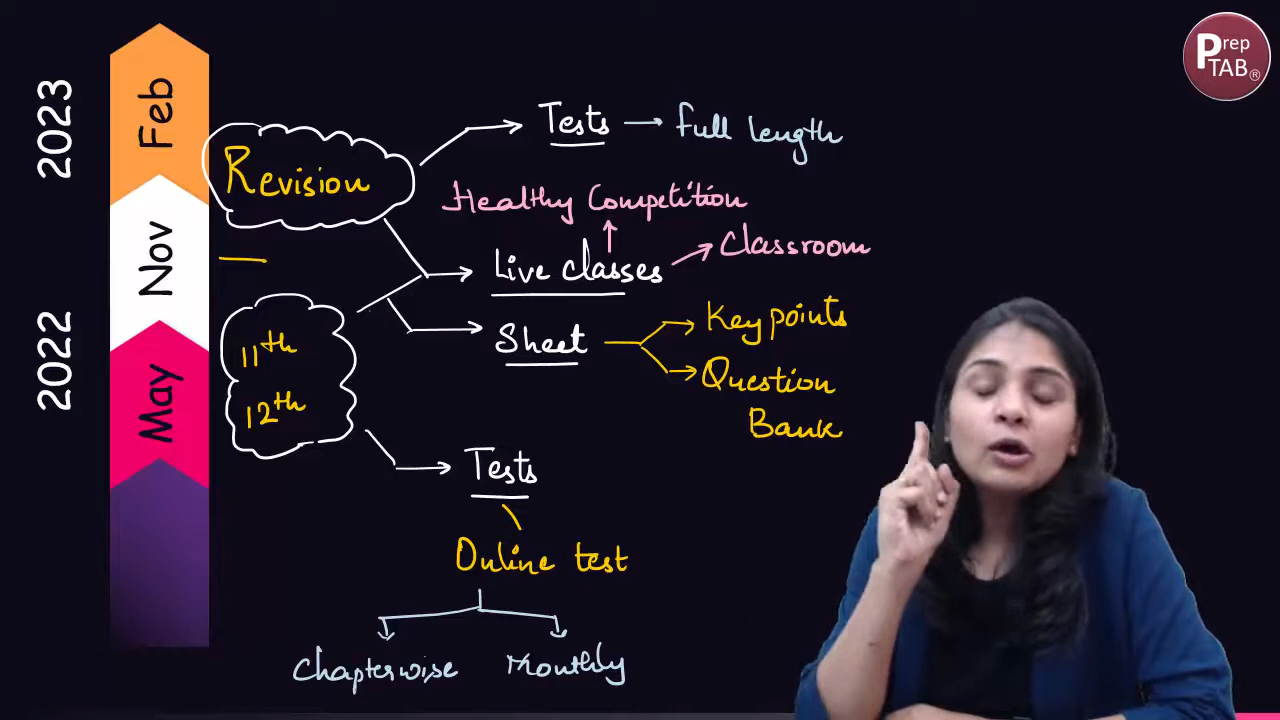 Prep
TAB®
2023
Feb
Nov
2022
May
Revision
Tests → Full length
Healthy Competition
Live classes
Classroom
11th
12th
Sheet
Key points
Question
Bank
Tests
Online test
Chapterwise
Monthly